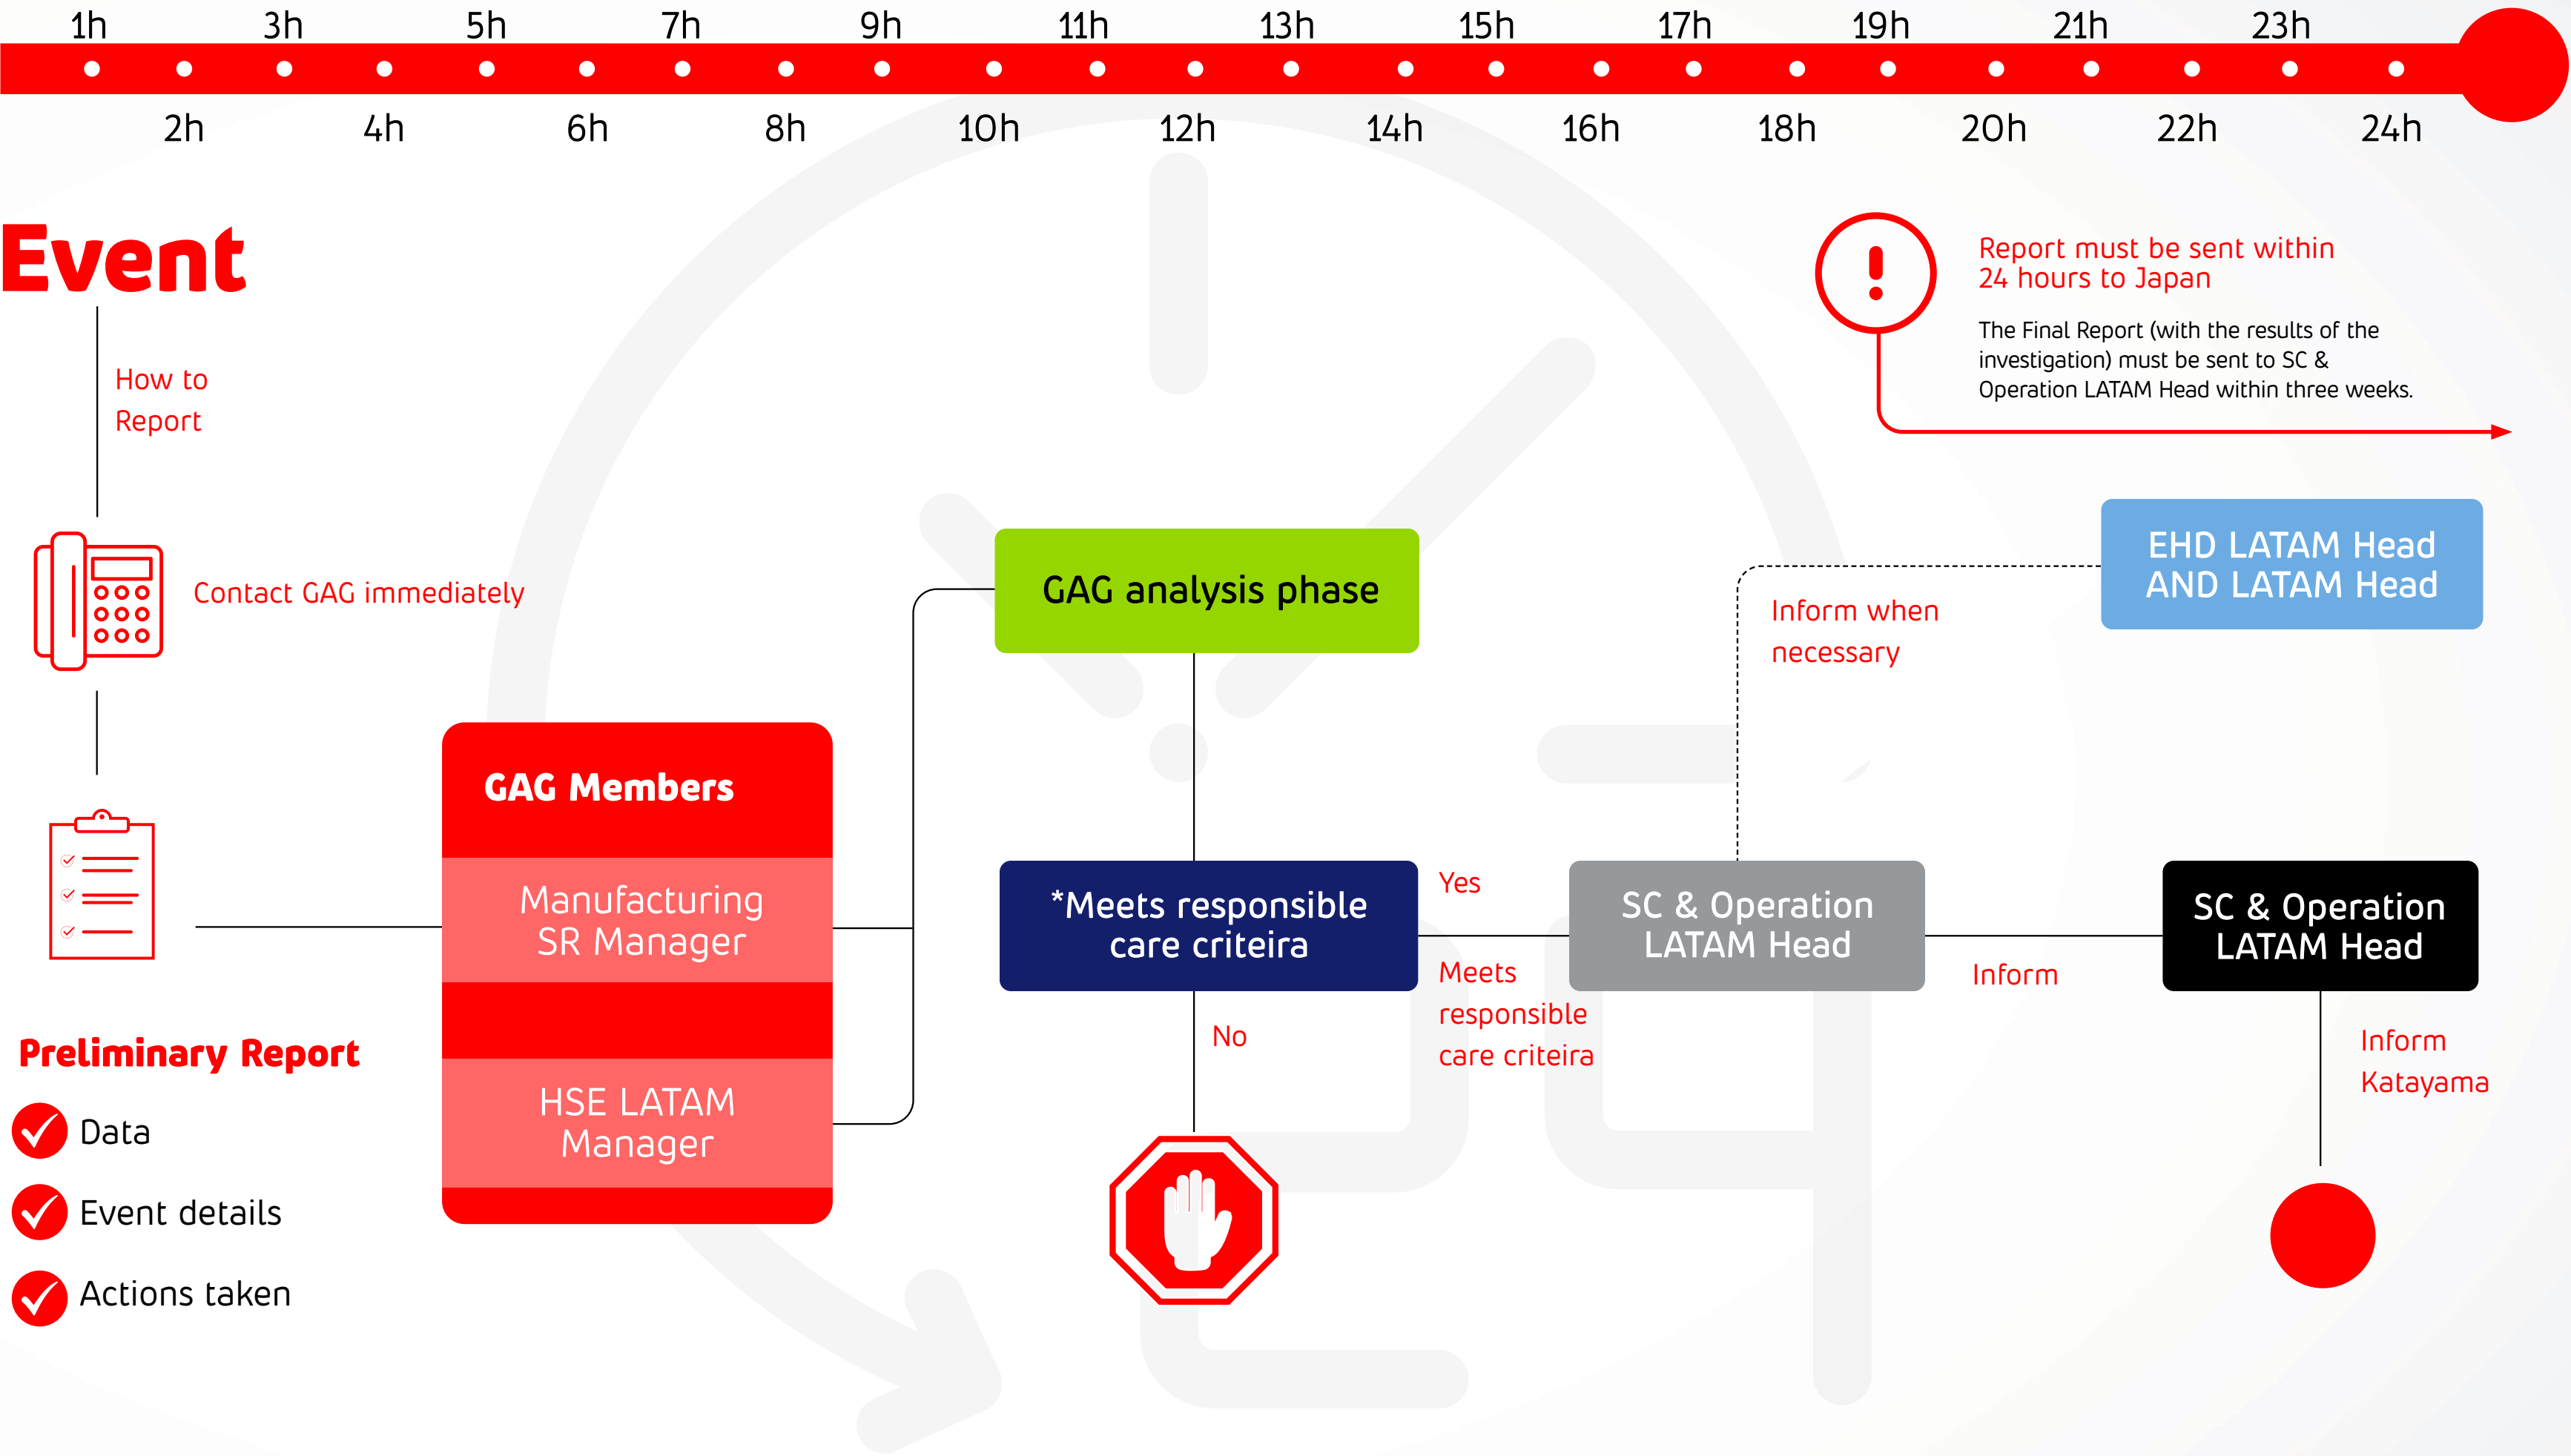 1h 3h 5h 7h 9h 11h 13h 15h 17h 19h 21h 23h
2h 4h 6h 8h 10h 12h 14h 16h 18h 20h 22h 24h
Event
How to
Report
Contact GAG immediately
Preliminary Report
Data
Event details
Actions taken
GAG Members
Manufacturing
SR Manager
HSE LATAM
Manager
GAG analysis phase
*Meets responsible
care criteira
No
Yes
Meets
responsible
care criteira
SC & Operation
LATAM Head
Inform when
necessary
EHD LATAM Head
AND LATAM Head
Inform
SC & Operation
LATAM Head
Inform
Katayama
Report must be sent within
24 hours to Japan
The Final Report (with the results of the
investigation) must be sent to SC &
Operation LATAM Head within three weeks.
24